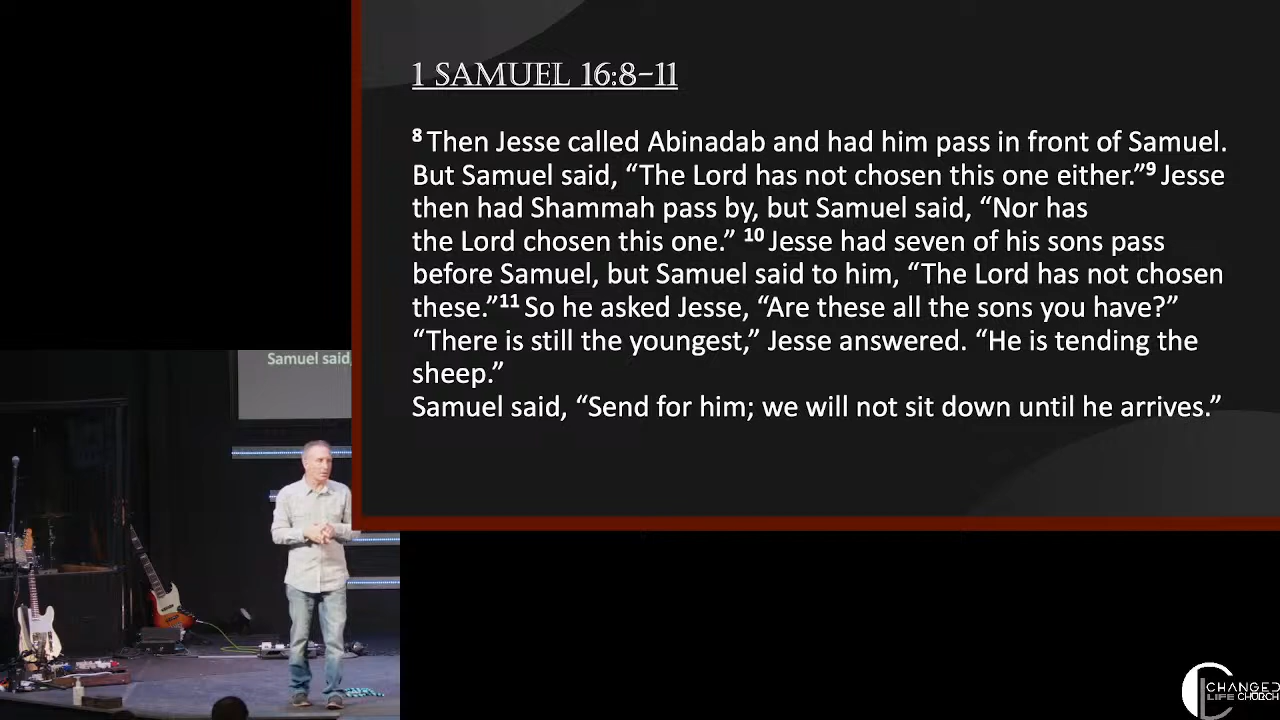 1 SAMUEL 16:8-11
8 Then Jesse called Abinadab and had him pass in front of Samuel.
But Samuel said, “The Lord has not chosen this one either.”9 Jesse
then had Shammah pass by, but Samuel said, “Nor has
the Lord chosen this one.” 10 Jesse had seven of his sons pass
before Samuel, but Samuel said to him, “The Lord has not chosen
these.”11 So he asked Jesse, “Are these all the sons you have?”
“There is still the youngest,” Jesse answered. “He is tending the
sheep.”
Samuel said, “Send for him; we will not sit down until he arrives.”
Samuel said,
CHANGED
LIFE CHURCH